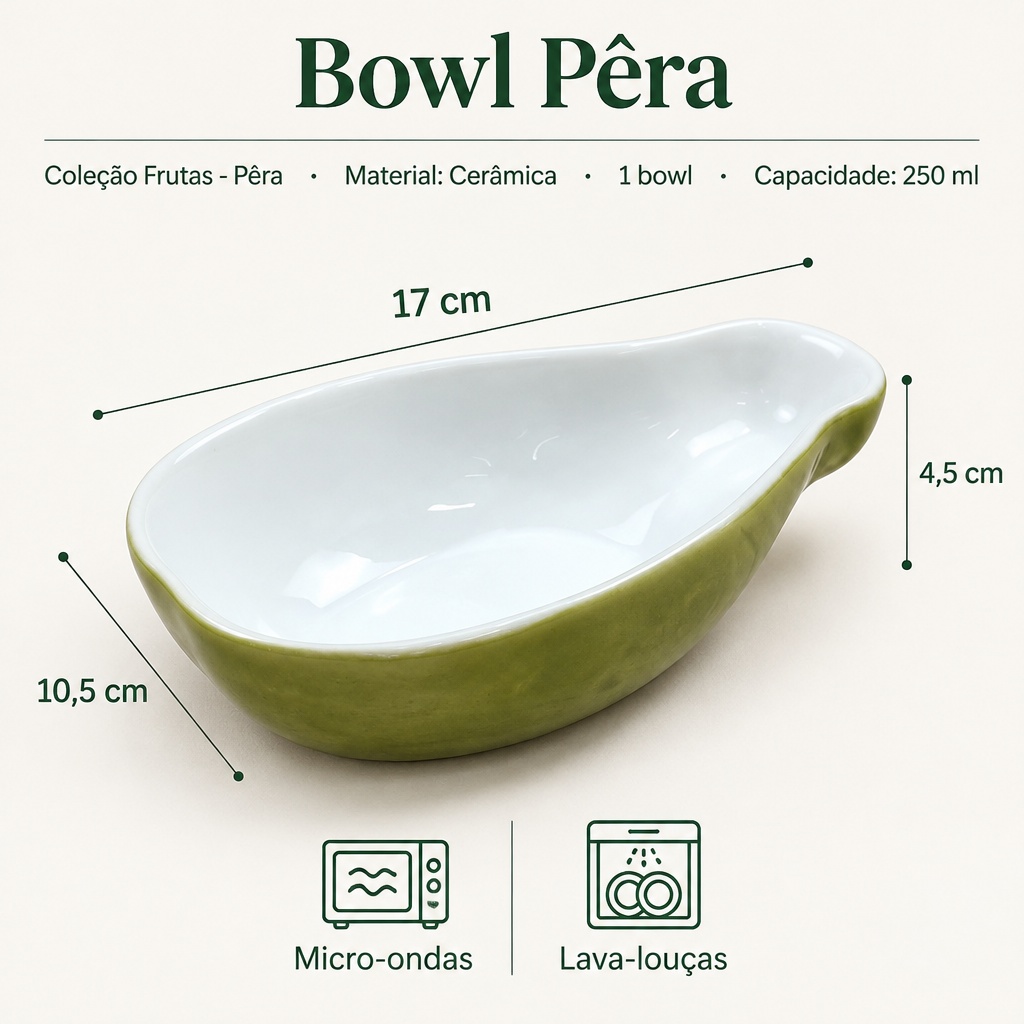 Bowl Pêra
Coleção Frutas - Pêra • Material: Cerâmica • 1 bowl • Capacidade: 250 ml
17 cm
4,5 cm
10,5 cm
Micro-ondas
Lava-louças